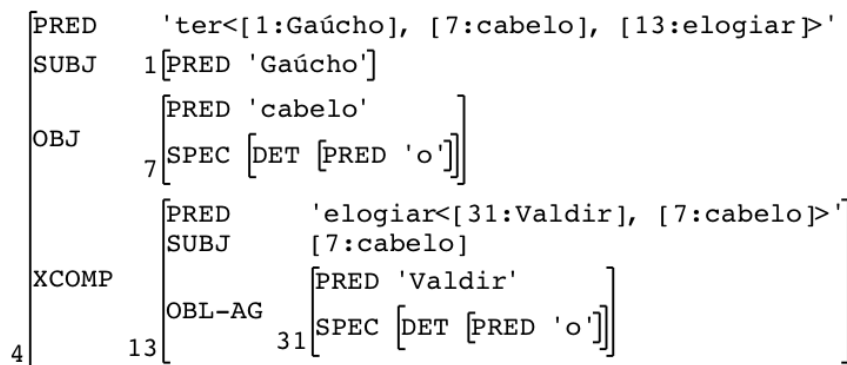 PRED 'ter<[1:Gaúcho], [7:cabelo], [13:elogiar]>'
SUBJ 1[PRED 'Gaúcho']
PRED 'cabelo'
OBJ
7 SPEC [DET [PRED 'o']]
PRED 'elogiar<[31:Valdir], [7:cabelo]>'
SUBJ [7:cabelo]
PRED 'Valdir'
XCOMP
OBL-AG
31 SPEC [DET [PRED 'o']]
4 13